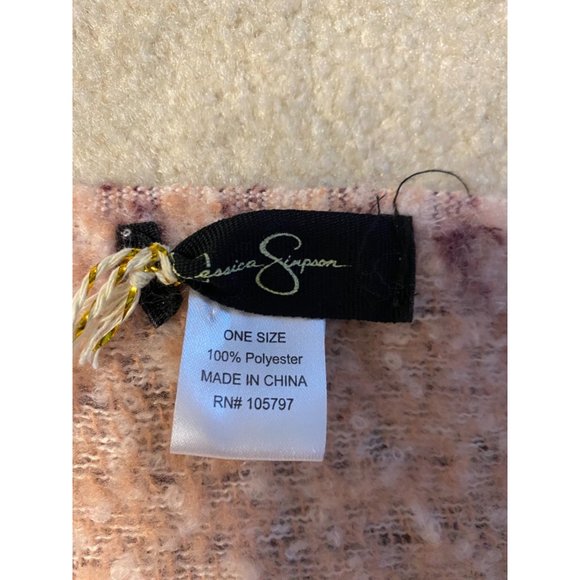 Jessica Simpson
ONE SIZE
100% Polyester
MADE IN CHINA
RN# 105797